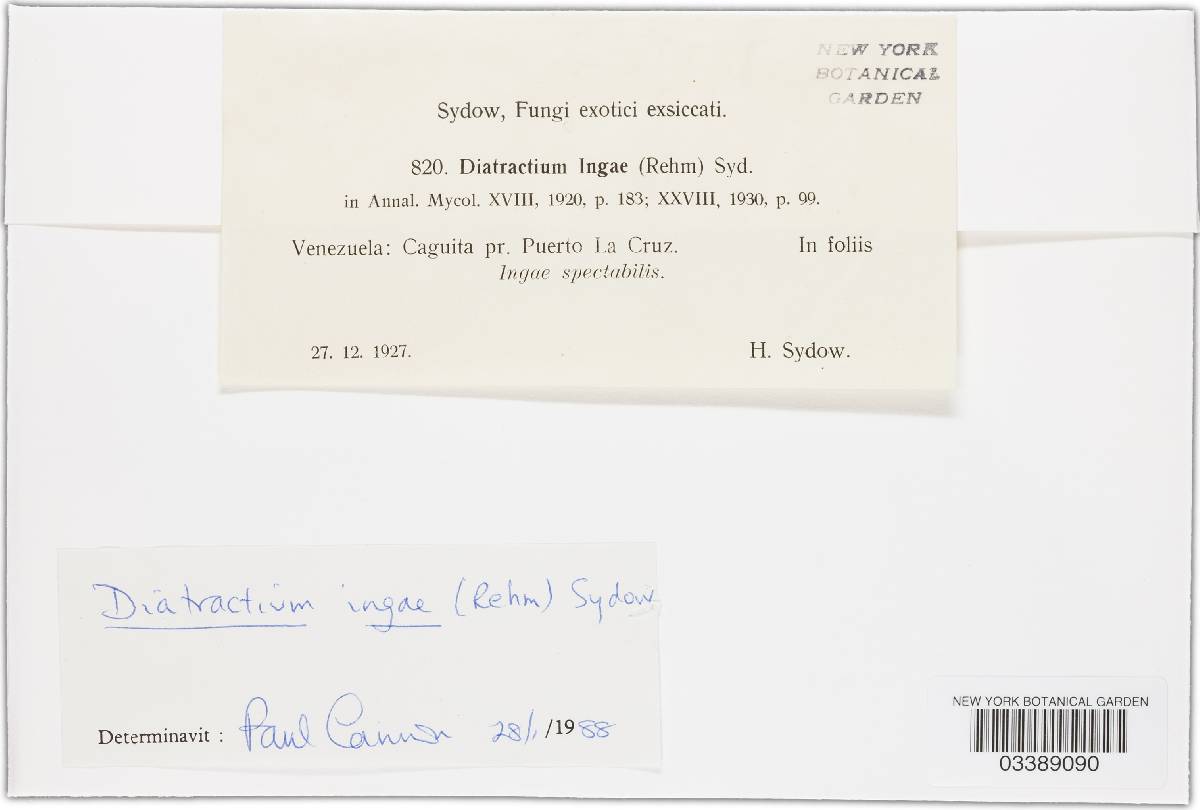 NEW YORK
BOTANICAL
GARDEN
Sydow, Fungi exotici exsiccati.
820. Diatractium Ingae (Rehm) Syd.
in Annal. Mycol. XVIII, 1920, p. 183; XXVIII, 1930, p. 99.
Venezuela: Caguita pr. Puerto La Cruz. In foliis
Ingae spectabilis.
27. 12. 1927. H. Sydow.
Diatractium ingae (Rehm) Sydow
Determinavit : Paul Cannon 28/1/1988
NEW YORK BOTANICAL GARDEN
03389090